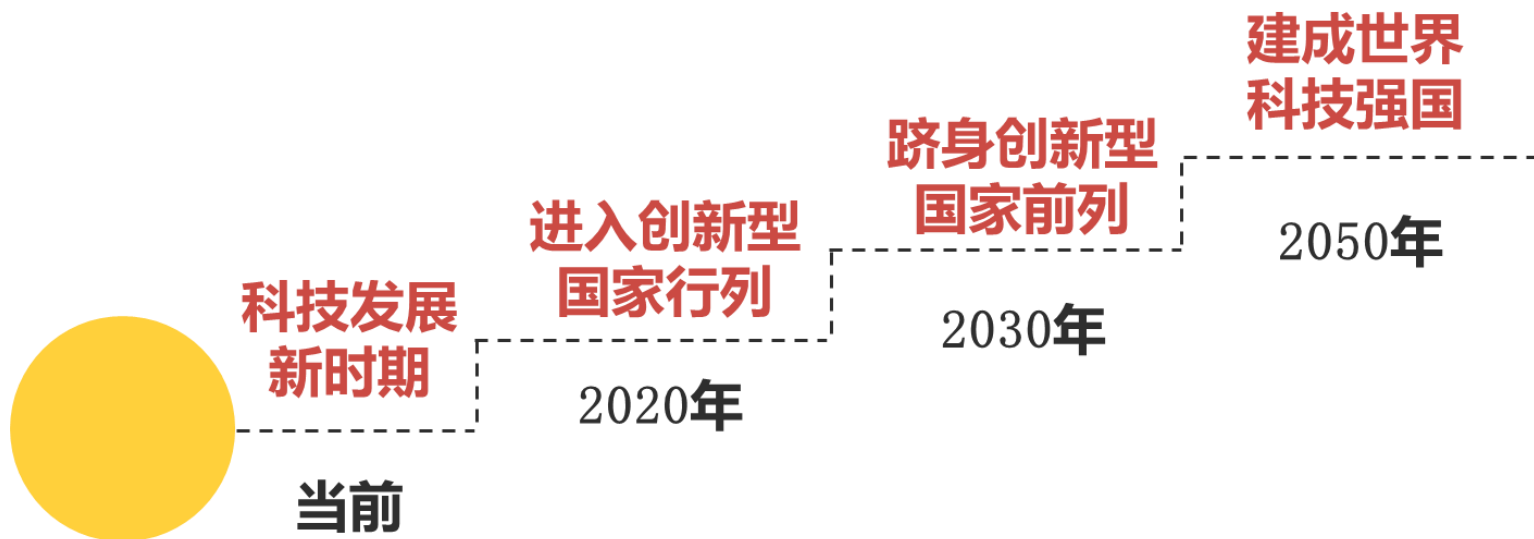 科技发展
新时期
当前
进入创新型
国家行列
2020年
跻身创新型
国家前列
2030年
建成世界
科技强国
2050年